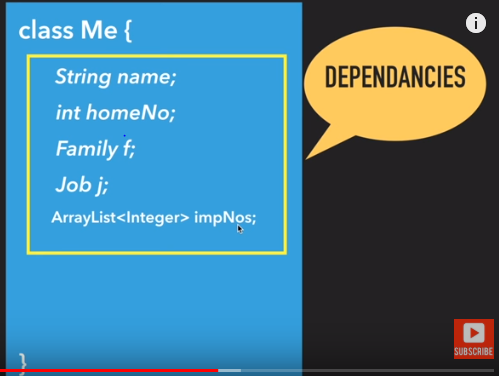 class Me {
String name;
int homeNo;
Family f;
Job j;
ArrayList<Integer> impNos;
}
DEPENDANCIES
i
SUBSCRIBE